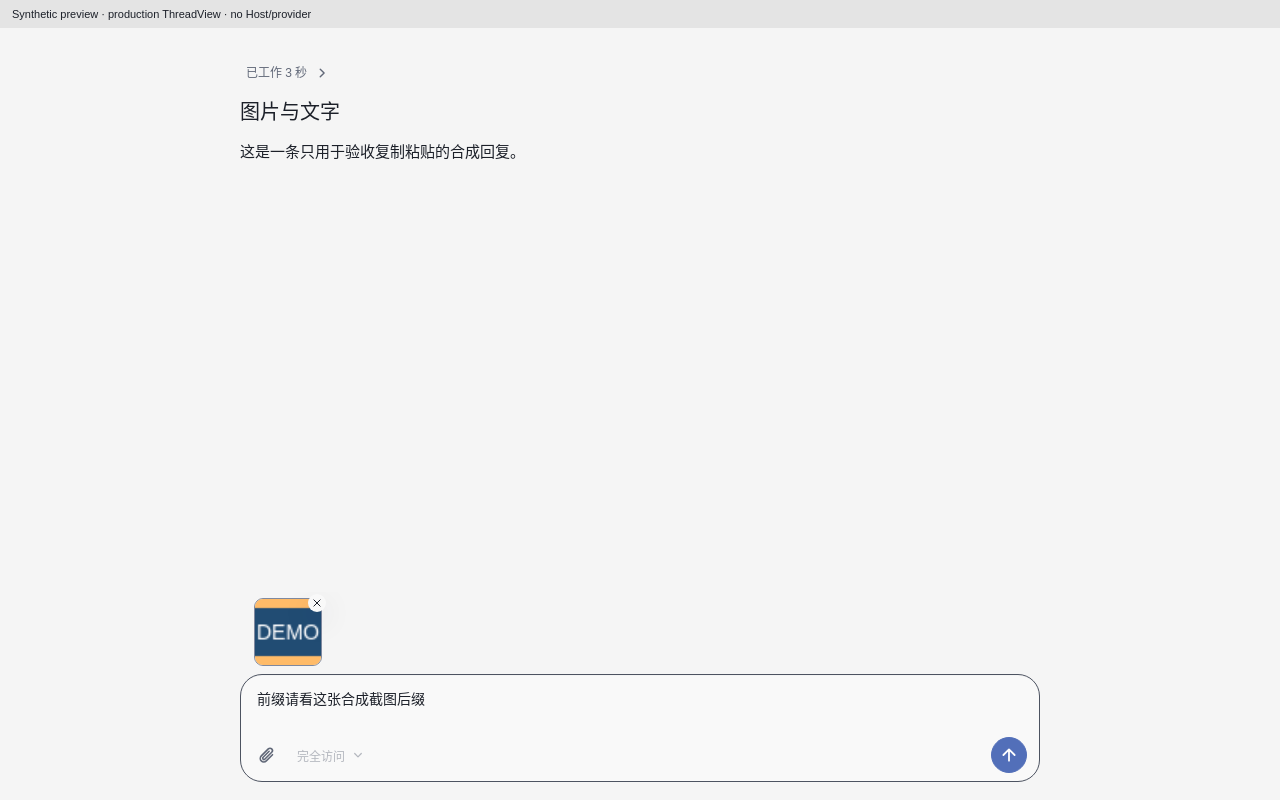 Synthetic preview · production ThreadView · no Host/provider
已工作 3 秒
图片与文字
这是一条只用于验收复制粘贴的合成回复。
DEMO
前缀请看这张合成截图后缀
完全访问